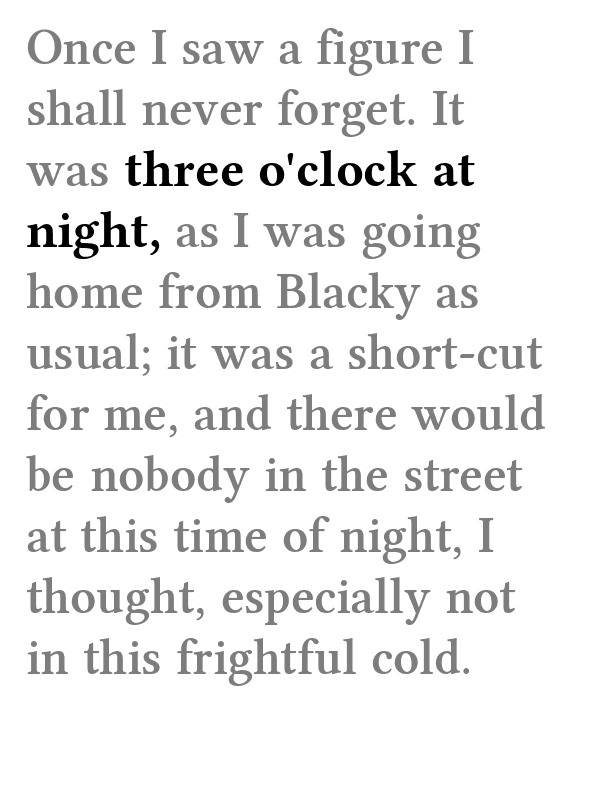 Once I saw a figure I
shall never forget. It
was three o'clock at
night, as I was going
home from Blacky as
usual; it was a short-cut
for me, and there would
be nobody in the street
at this time of night, I
thought, especially not
in this frightful cold.